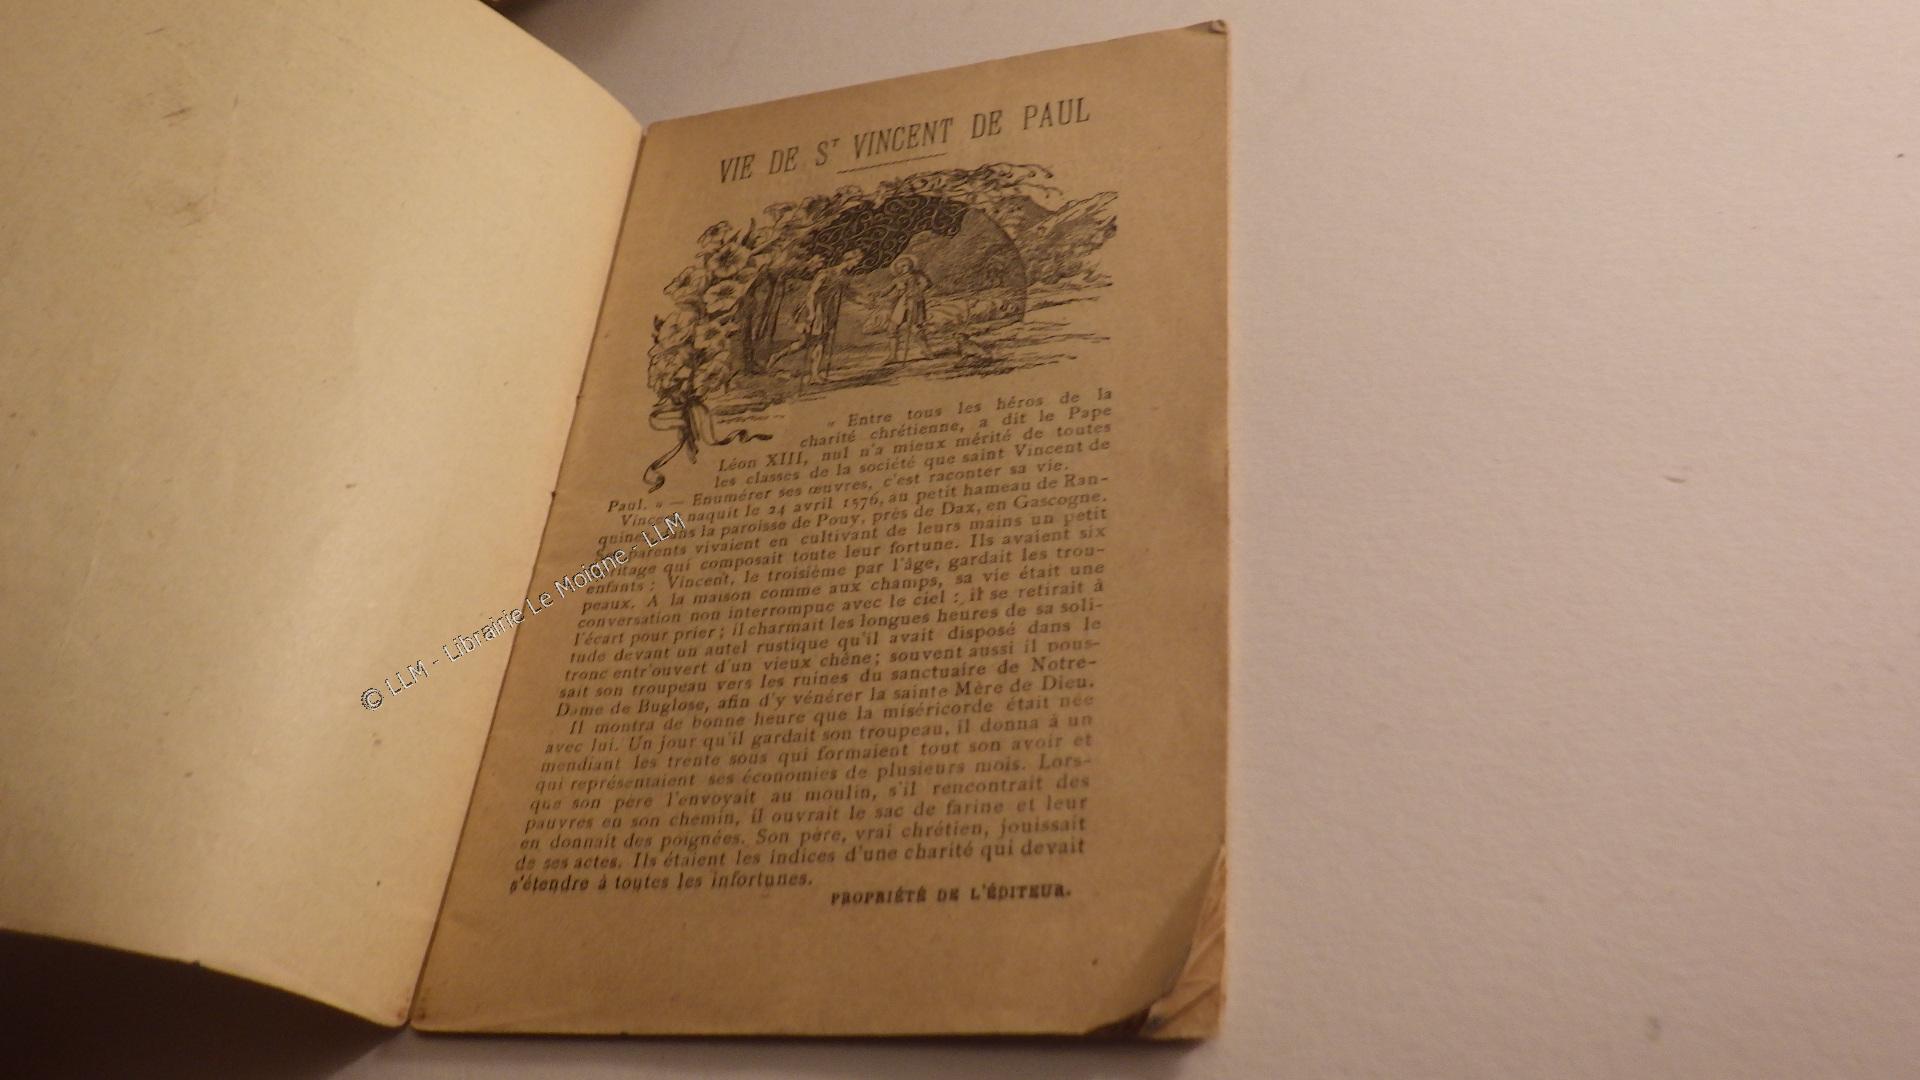 VIE DE ST VINCENT DE PAUL
" Entre tous les héros de la
charité chrétienne, a dit le Pape
Léon XIII, nul n'a mieux mérité de toutes
les classes de la société que saint Vincent de
Paul. " — Enumérer ses œuvres, c'est raconter sa vie.
naquit le 24 avril 1576, au petit hameau de Ran-
la paroisse de Pouy, près de Dax, en Gascogne.
parents vivaient en cultivant de leurs mains un petit
qui composait toute leur fortune. Ils avaient six
enfants ; Vincent, le troisième par l'âge, gardait les trou-
peaux. A la maison comme aux champs, sa vie était une
conversation non interrompue avec le ciel : il se retirait à
l'écart pour prier ; il charmait les longues heures de sa soli-
tude devant un autel rustique qu'il avait disposé dans le
tronc entr'ouvert d'un vieux chêne ; souvent aussi il pous-
sait son troupeau vers les ruines du sanctuaire de Notre-
Dame de Buglose, afin d'y vénérer la sainte Mère de Dieu.
Il montra de bonne heure que la miséricorde était née
avec lui. Un jour qu'il gardait son troupeau, il donna à un
mendiant les trente sous qui formaient tout son avoir et
qui représentaient ses économies de plusieurs mois. Lors-
que son père l'envoyait au moulin, s'il rencontrait des
pauvres en son chemin, il ouvrait le sac de farine et leur
en donnait des poignées. Son père, vrai chrétien, jouissait
de ses actes. Ils étaient les indices d'une charité qui devait
s'étendre à toutes les infortunes.
PROPRIÉTÉ DE L'ÉDITEUR.
© LLM - Librairie Le Moigne - LLM